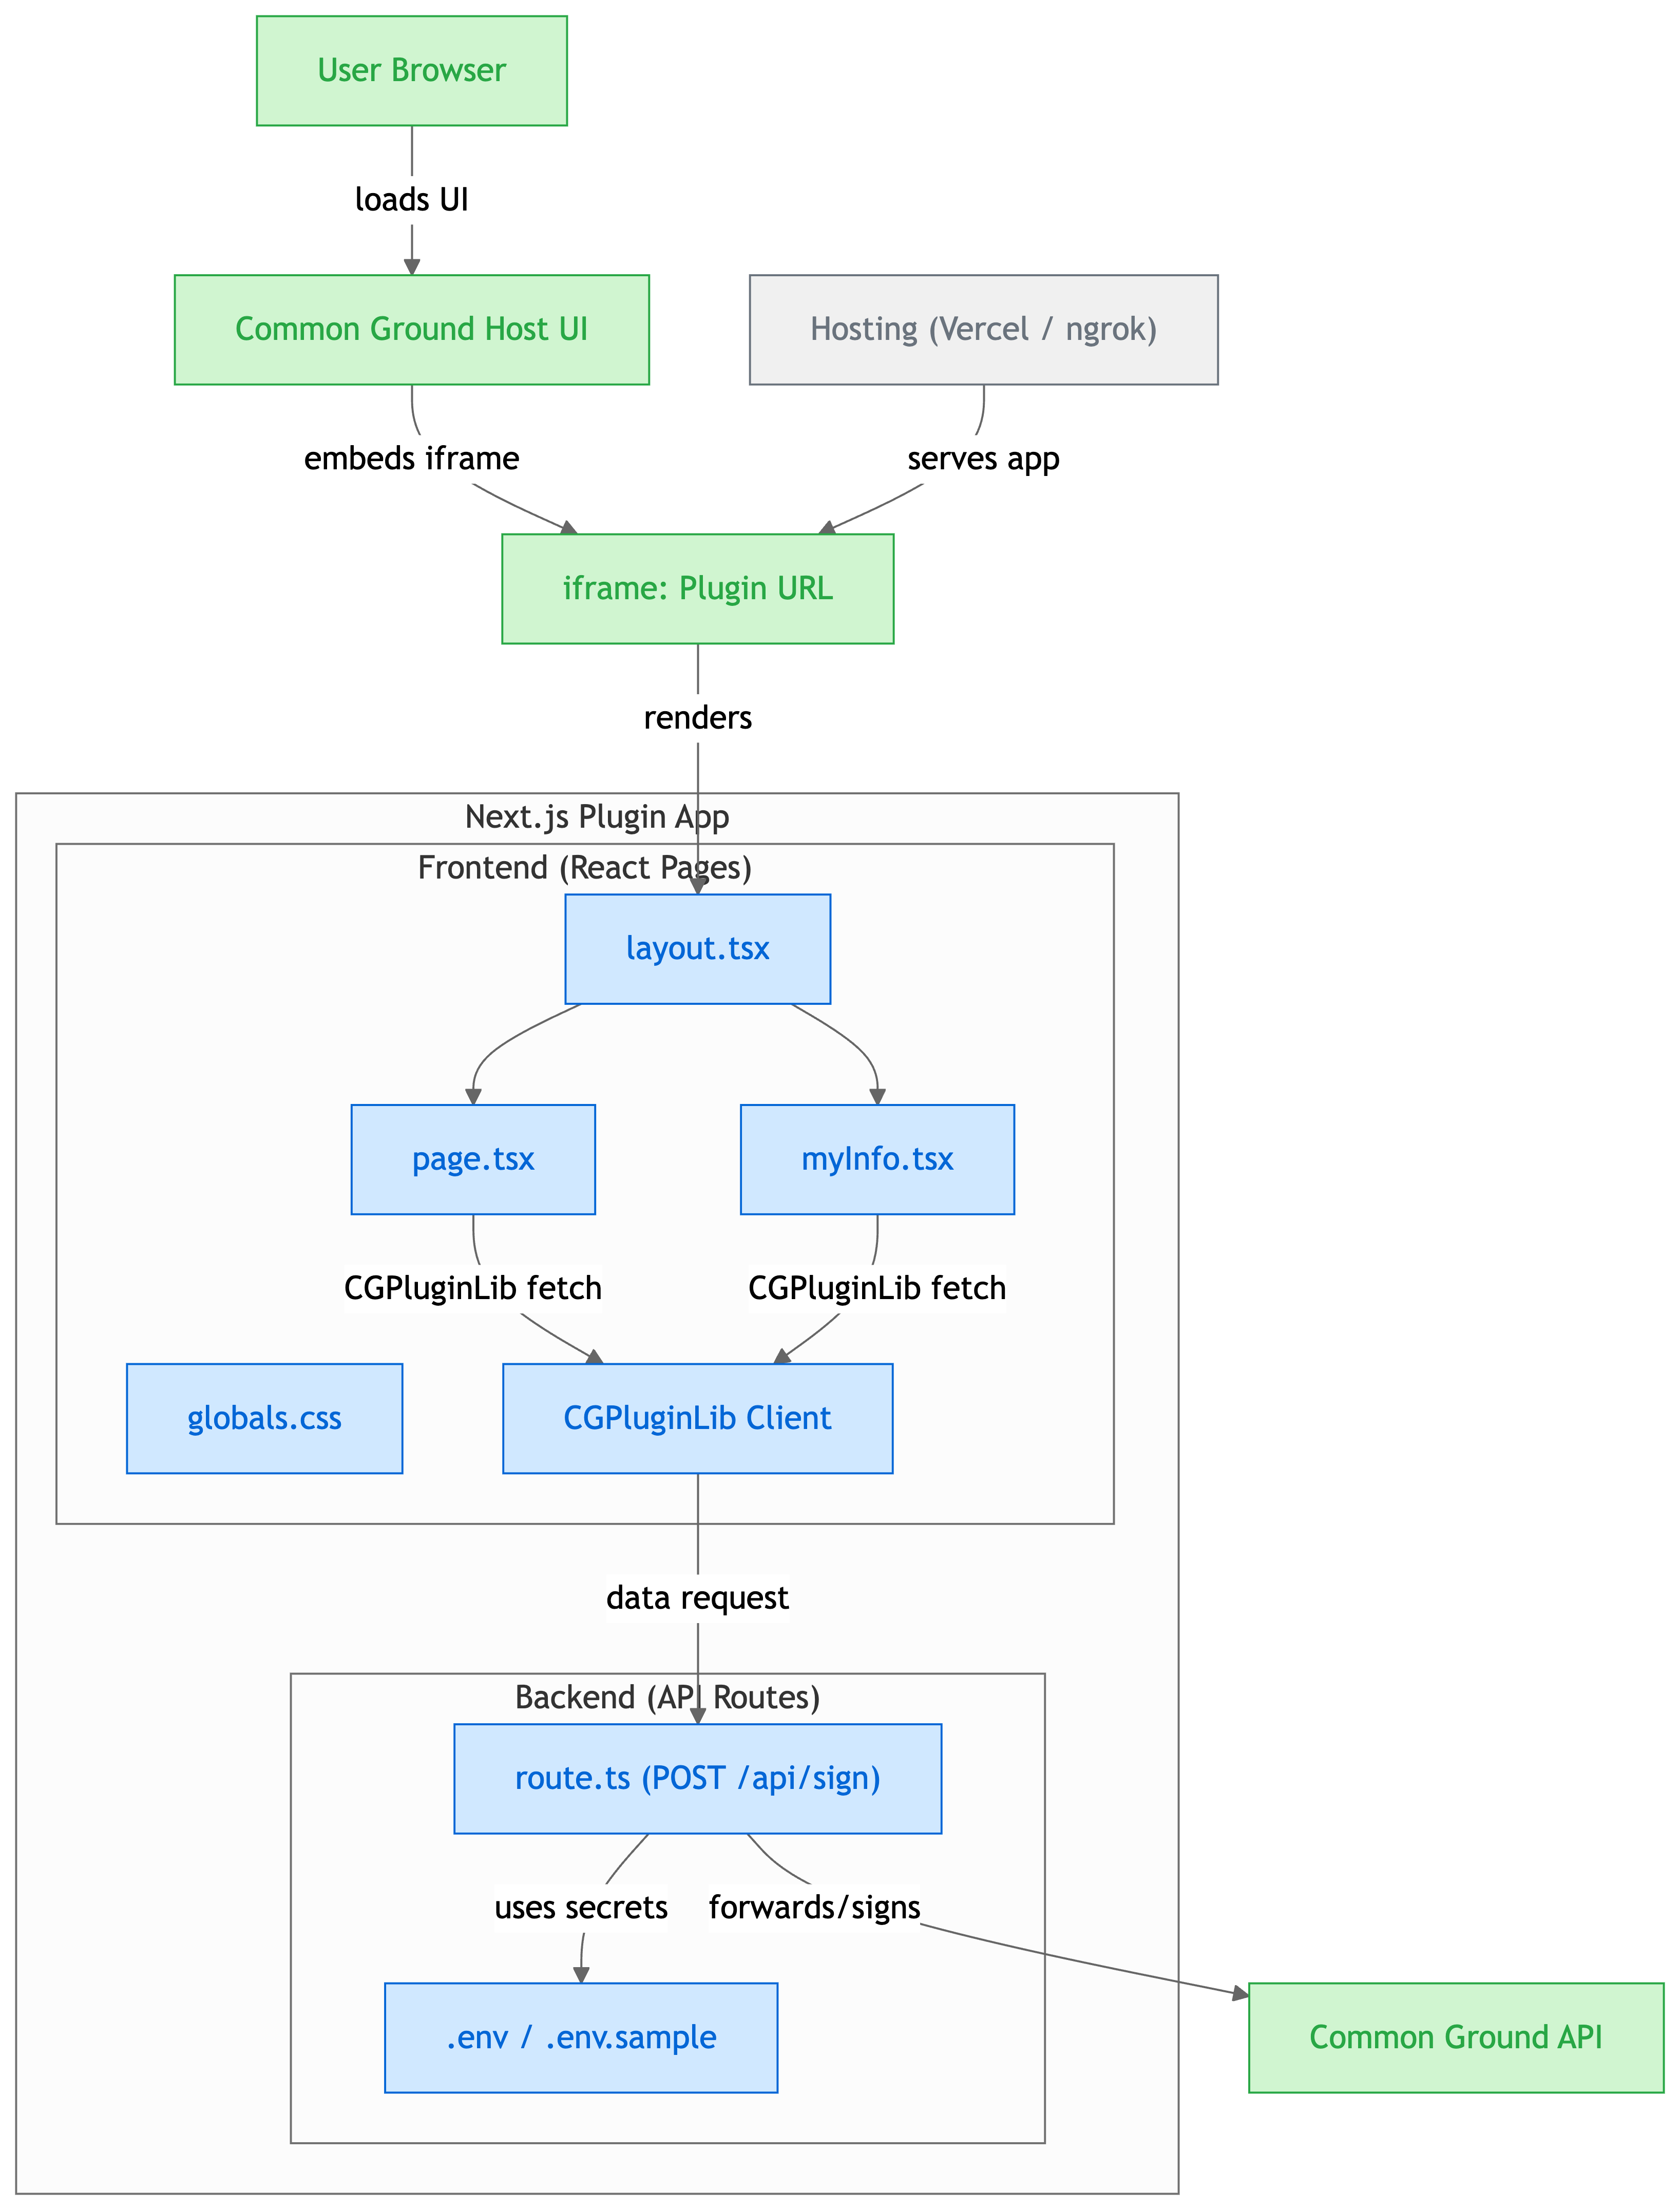 User Browser
loads UI
Common Ground Host UI
Hosting (Vercel / ngrok)
embeds iframe
serves app
iframe: Plugin URL
renders
Next.js Plugin App
Frontend (React Pages)
layout.tsx
page.tsx
myInfo.tsx
CGPluginLib fetch
CGPluginLib fetch
globals.css
CGPluginLib Client
data request
Backend (API Routes)
route.ts (POST /api/sign)
uses secrets
forwards/signs
.env / .env.sample
Common Ground API